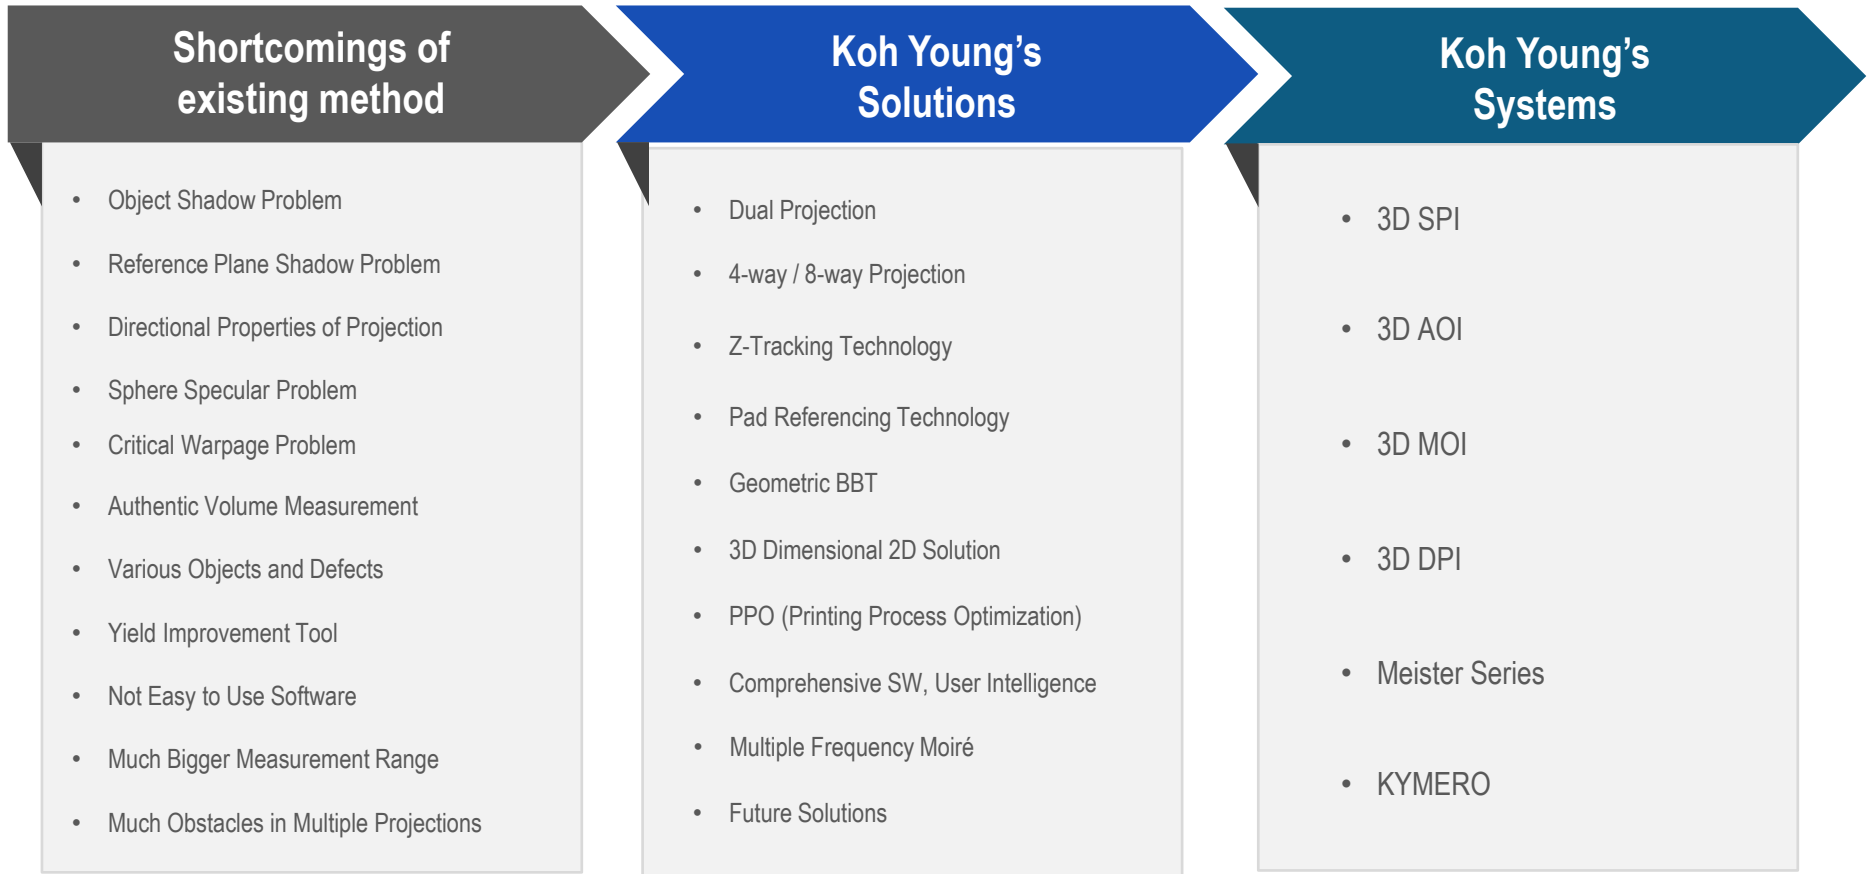 Shortcomings of
existing method
• Object Shadow Problem
• Reference Plane Shadow Problem
• Directional Properties of Projection
• Sphere Specular Problem
• Critical Warpage Problem
• Authentic Volume Measurement
• Various Objects and Defects
• Yield Improvement Tool
• Not Easy to Use Software
• Much Bigger Measurement Range
• Much Obstacles in Multiple Projections
Koh Young’s
Solutions
• Dual Projection
• 4-way / 8-way Projection
• Z-Tracking Technology
• Pad Referencing Technology
• Geometric BBT
• 3D Dimensional 2D Solution
• PPO (Printing Process Optimization)
• Comprehensive SW, User Intelligence
• Multiple Frequency Moiré
• Future Solutions
Koh Young’s
Systems
• 3D SPI
• 3D AOI
• 3D MOI
• 3D DPI
• Meister Series
• KYMERO